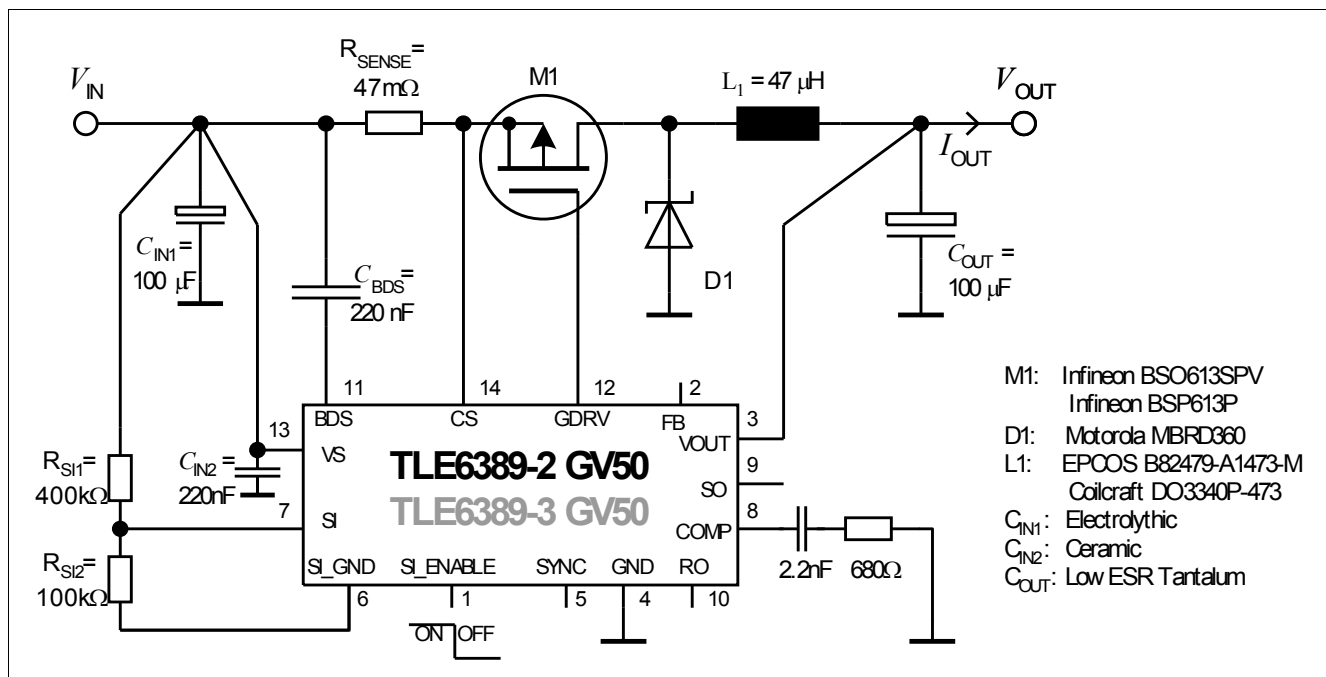 R_SENSE=
47mΩ
M1
L1 = 47 µH
V_IN
V_OUT
I_OUT
C_IN1=
100 µF
C_BDS=
220 nF
D1
C_OUT=
100 µF
11
14
12
2
BDS
CS
GDRV
FB
3
VOUT
13
VS
TLE6389-2 GV50
TLE6389-3 GV50
9
SO
R_SI1=
400kΩ
C_IN2=
220nF
7
SI
8
COMP
R_SI2=
100kΩ
SI_GND
SI_ENABLE
SYNC
GND
RO
2.2nF
680Ω
6
1
5
4
10
ON
OFF
M1: Infineon BSO613SPV
Infineon BSP613P
D1: Motorola MBRD360
L1: EPCOS B82479-A1473-M
Coilcraft DO3340P-473
C_IN1: Electrolythic
C_IN2: Ceramic
C_OUT: Low ESR Tantalum